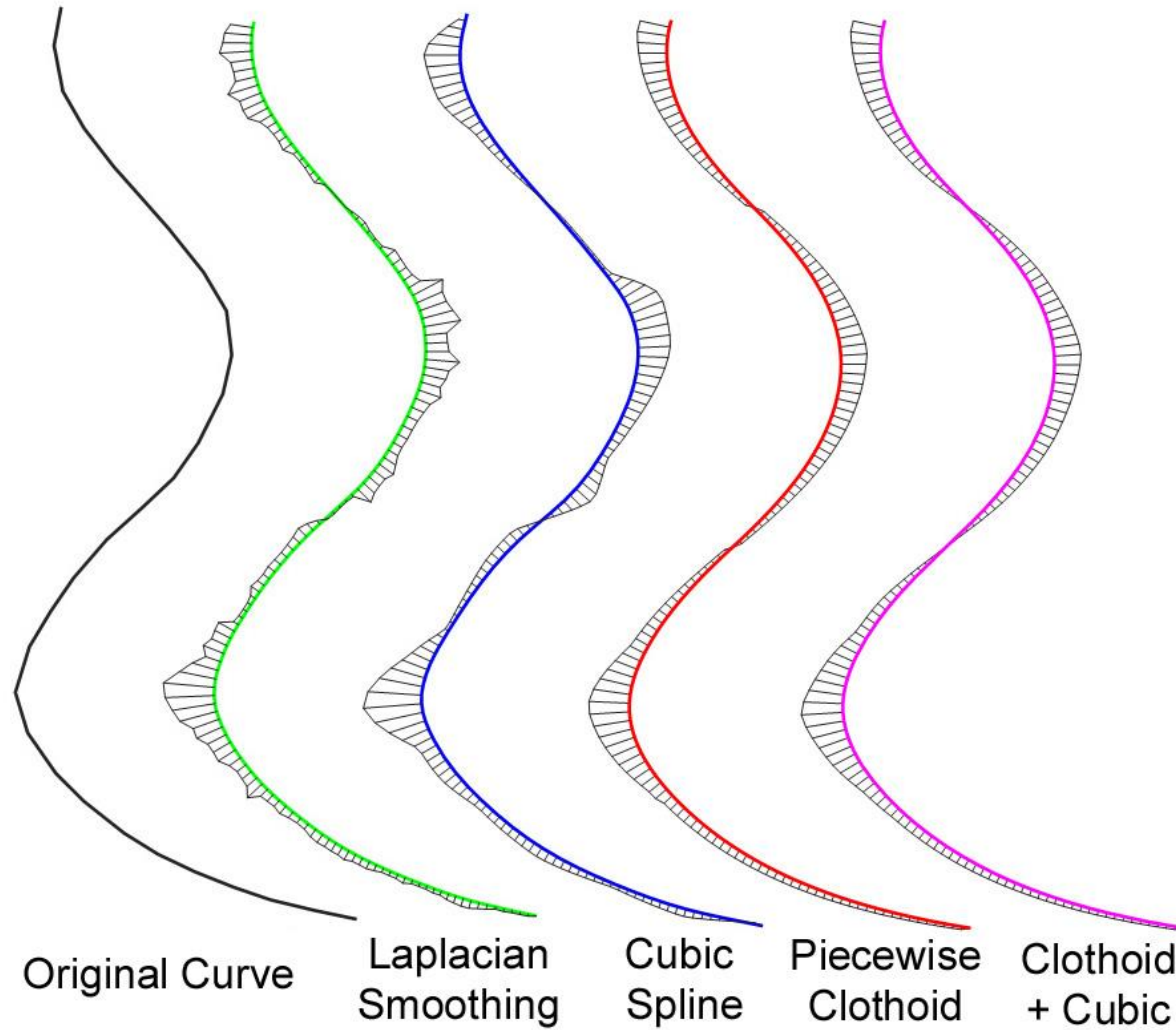 Original Curve
Laplacian
Smoothing
Cubic
Spline
Piecewise
Clothoid
Clothoid
+ Cubic